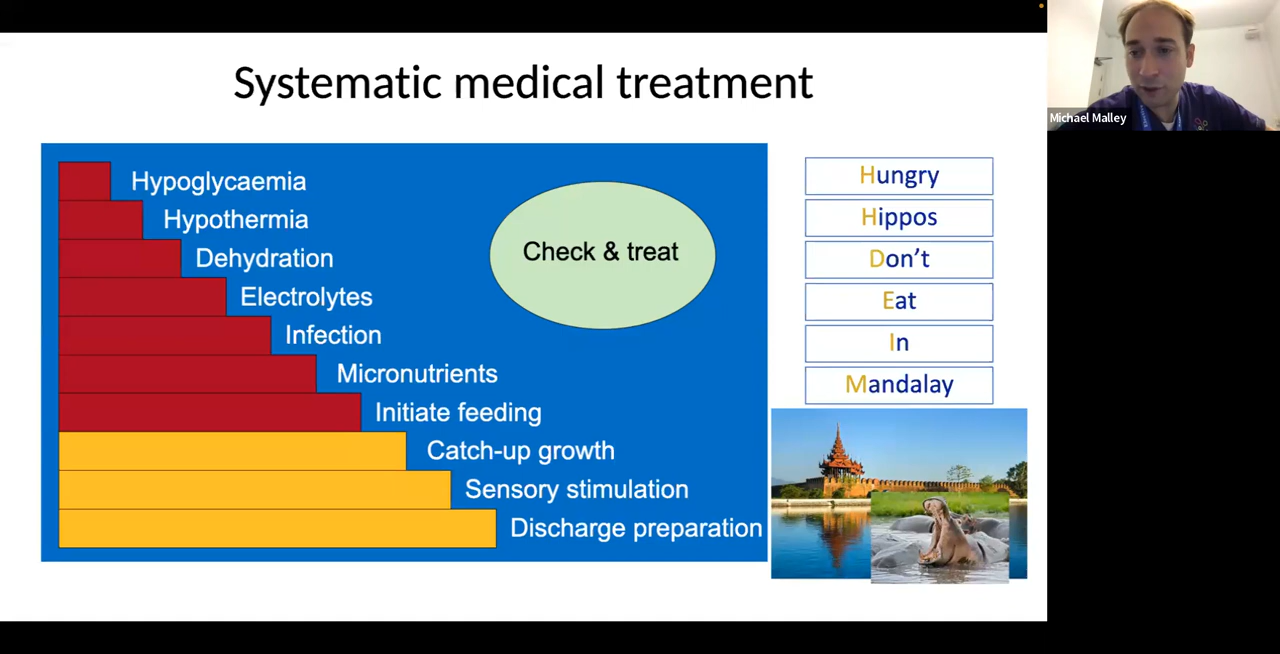 Systematic medical treatment
Hypoglycaemia
Hypothermia
Dehydration
Electrolytes
Infection
Micronutrients
Initiate feeding
Catch-up growth
Sensory stimulation
Discharge preparation
Check & treat
Hungry
Hippos
Don’t
Eat
In
Mandalay
Michael Malley